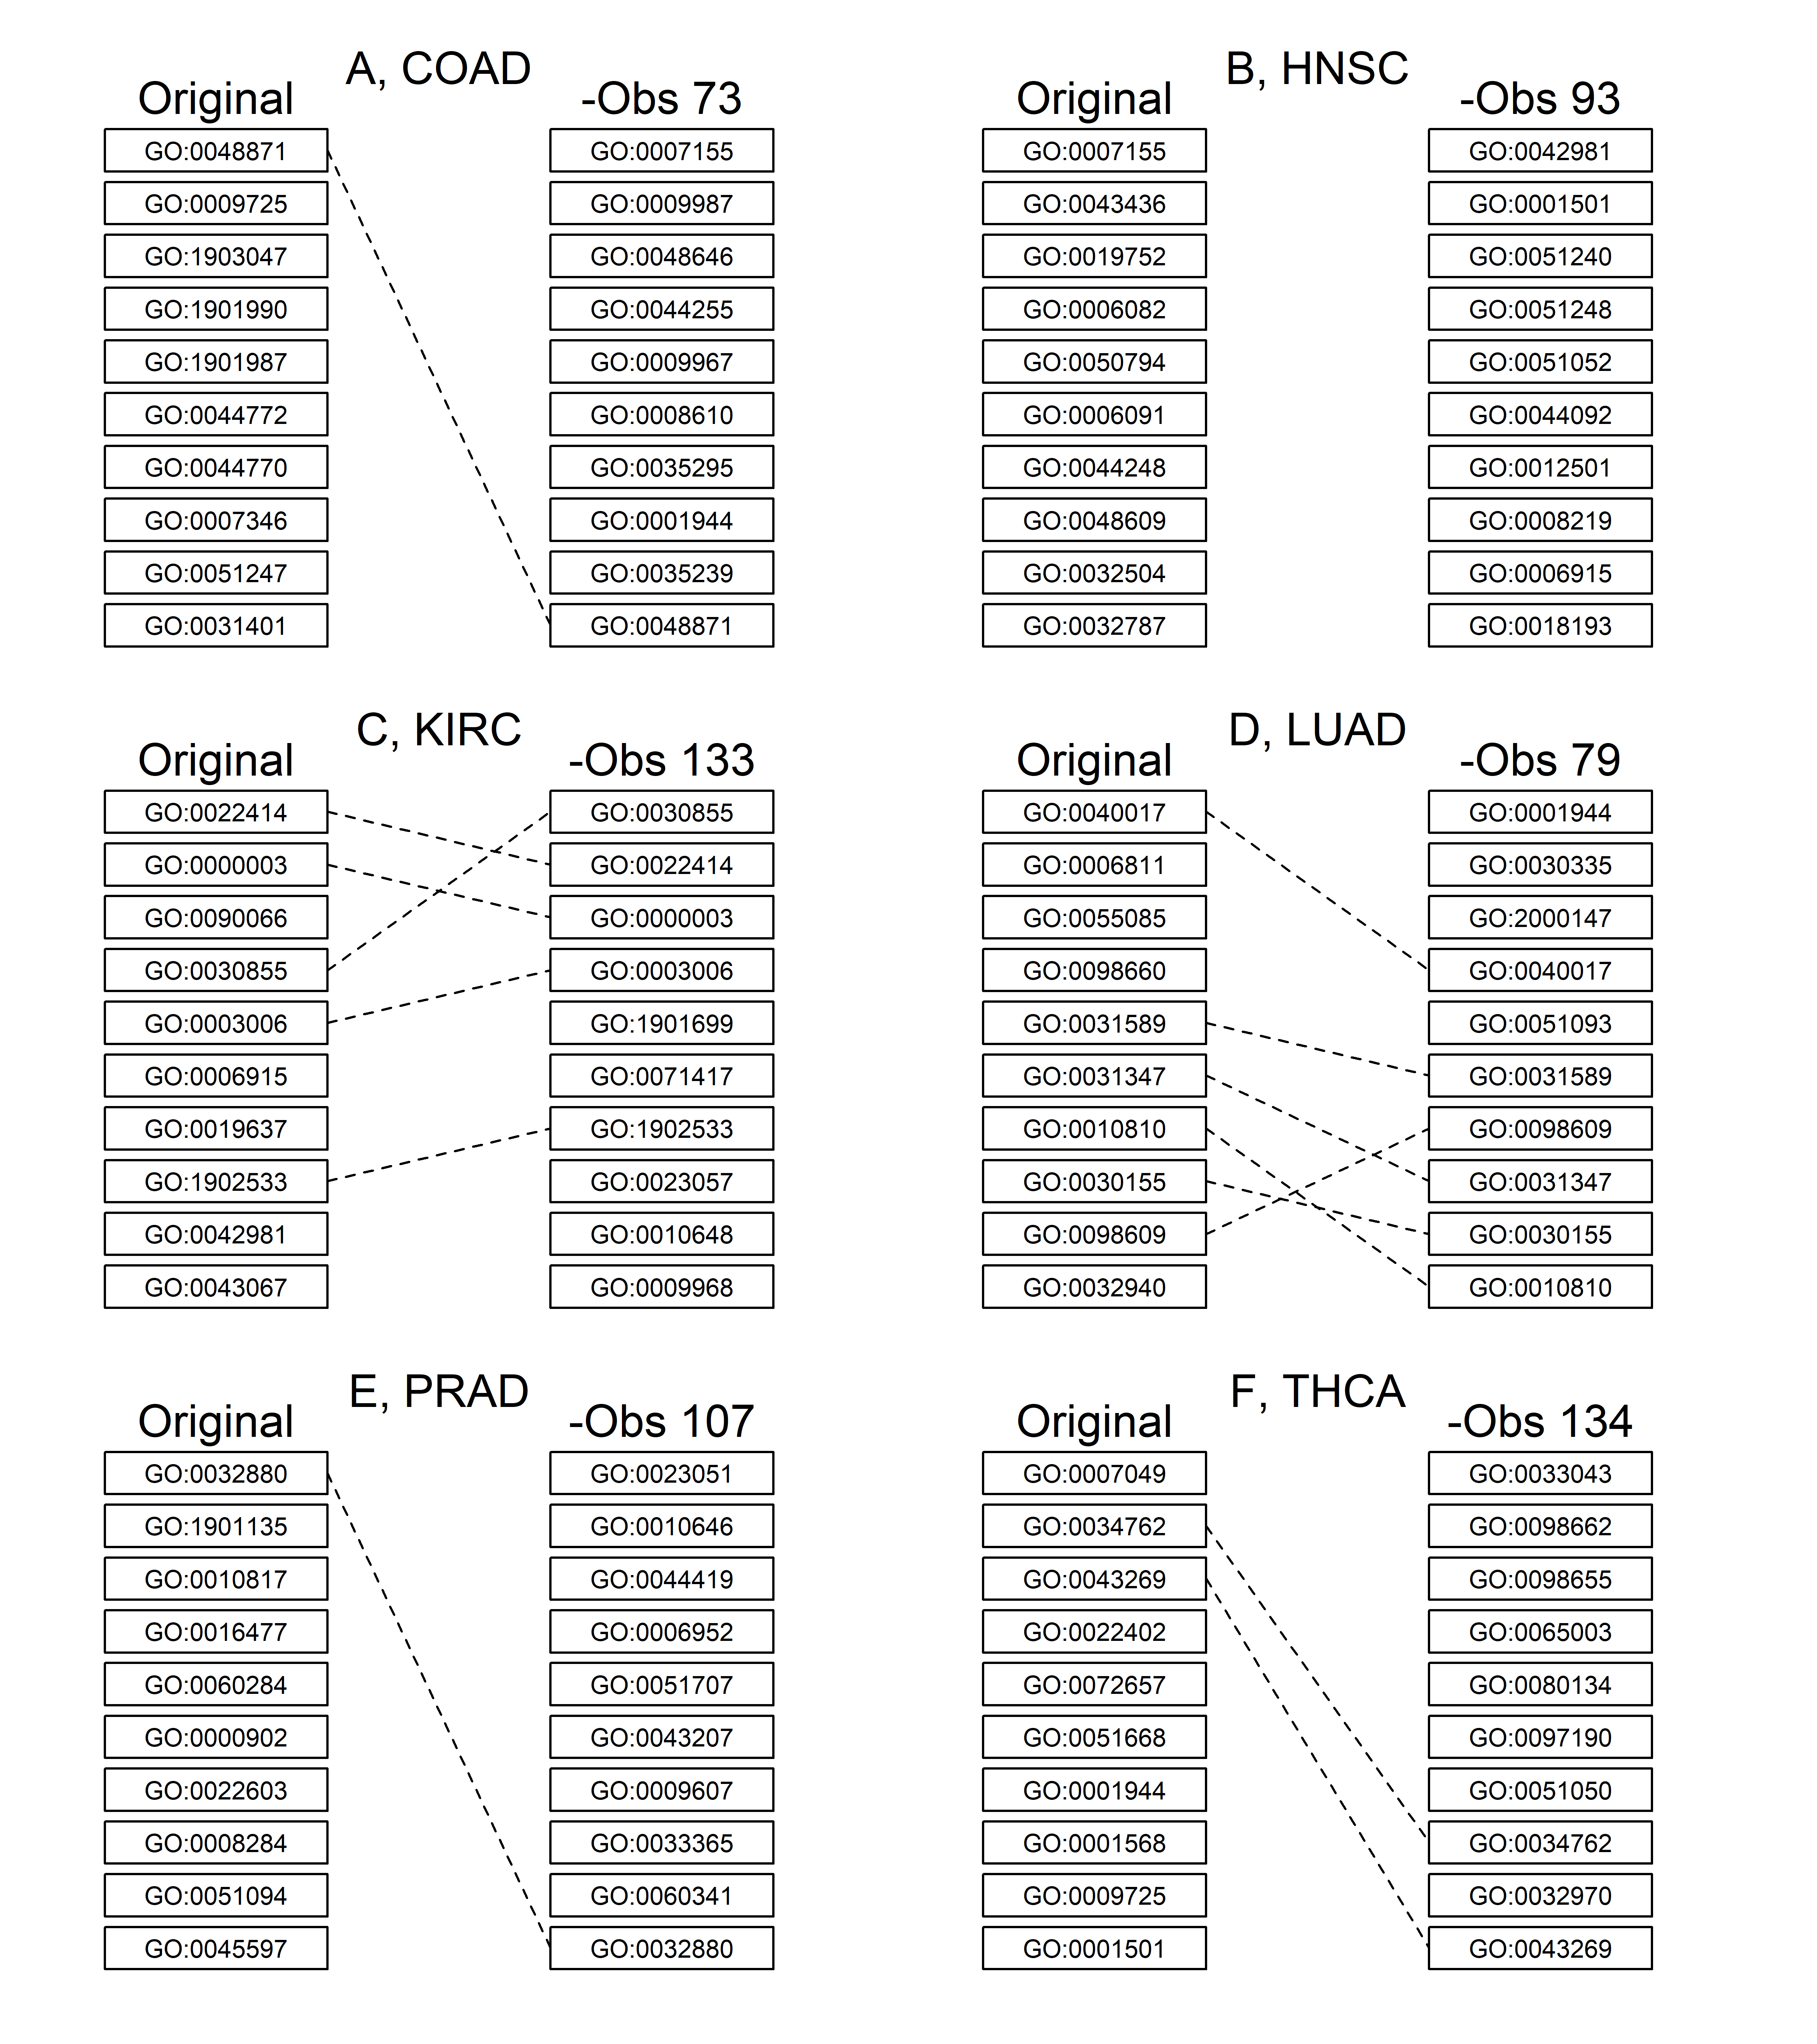 A, COAD
Original -Obs 73
GO:0048871 GO:0007155
GO:0009725 GO:0009987
GO:1903047 GO:0048646
GO:1901990 GO:0044255
GO:1901987 GO:0009967
GO:0044772 GO:0008610
GO:0044770 GO:0035295
GO:0007346 GO:0001944
GO:0051247 GO:0035239
GO:0031401 GO:0048871
B, HNSC
Original -Obs 93
GO:0007155 GO:0042981
GO:0043436 GO:0001501
GO:0019752 GO:0051240
GO:0006082 GO:0051248
GO:0050794 GO:0051052
GO:0006091 GO:0044092
GO:0044248 GO:0012501
GO:0048609 GO:0008219
GO:0032504 GO:0006915
GO:0032787 GO:0018193
C, KIRC
Original -Obs 133
GO:0022414 GO:0030855
GO:0000003 GO:0022414
GO:0090066 GO:0000003
GO:0030855 GO:0003006
GO:0003006 GO:1901699
GO:0006915 GO:0071417
GO:0019637 GO:1902533
GO:1902533 GO:0023057
GO:0042981 GO:0010648
GO:0043067 GO:0009968
D, LUAD
Original -Obs 79
GO:0040017 GO:0001944
GO:0006811 GO:0030335
GO:0055085 GO:2000147
GO:0098660 GO:0040017
GO:0031589 GO:0051093
GO:0031347 GO:0031589
GO:0010810 GO:0098609
GO:0030155 GO:0031347
GO:0098609 GO:0030155
GO:0032940 GO:0010810
E, PRAD
Original -Obs 107
GO:0032880 GO:0023051
GO:1901135 GO:0010646
GO:0010817 GO:0044419
GO:0016477 GO:0006952
GO:0060284 GO:0051707
GO:0000902 GO:0043207
GO:0022603 GO:0009607
GO:0008284 GO:0033365
GO:0051094 GO:0060341
GO:0045597 GO:0032880
F, THCA
Original -Obs 134
GO:0007049 GO:0033043
GO:0034762 GO:0098662
GO:0043269 GO:0098655
GO:0022402 GO:0065003
GO:0072657 GO:0080134
GO:0051668 GO:0097190
GO:0001944 GO:0051050
GO:0001568 GO:0034762
GO:0009725 GO:0032970
GO:0001501 GO:0043269